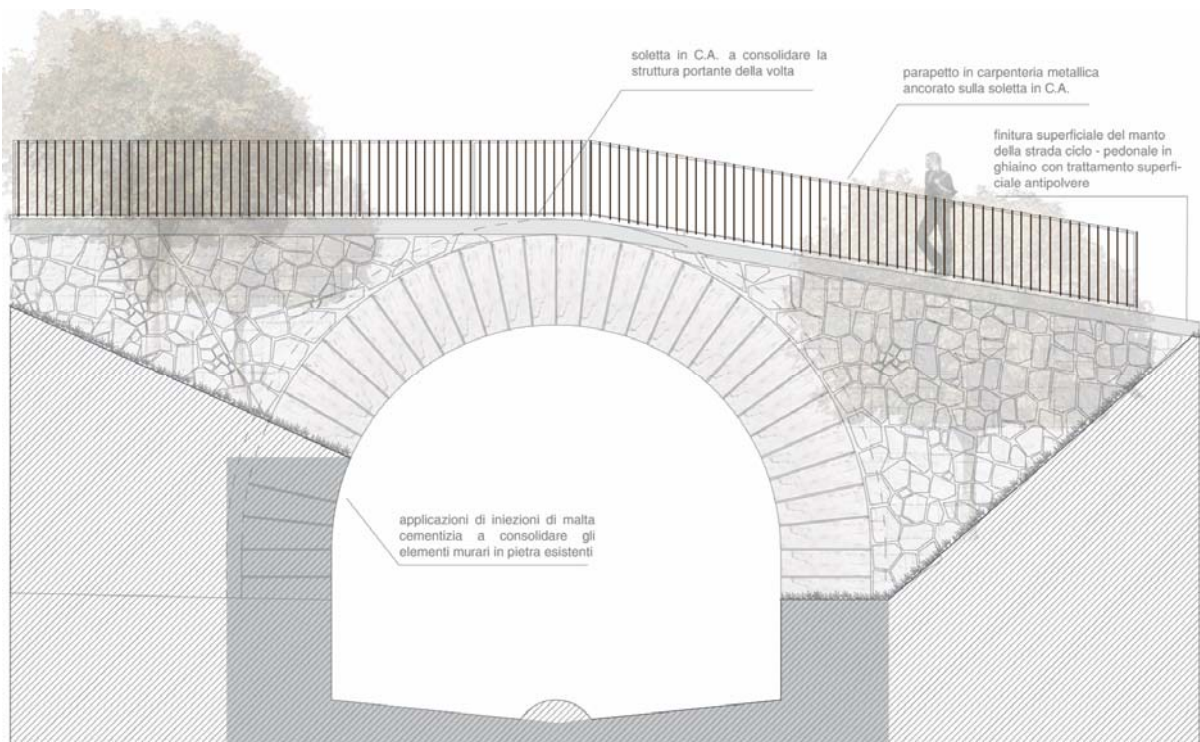 soletta in C.A. a consolidare la
struttura portante della volta
parapetto in carpenteria metallica
ancorato sulla soletta in C.A.
finitura superficiale del manto
della strada ciclo - pedonale in
ghiaino con trattamento superfi-
ciale antipolvere
applicazioni di iniezioni di malta
cementizia a consolidare gli
elementi murari in pietra esistenti